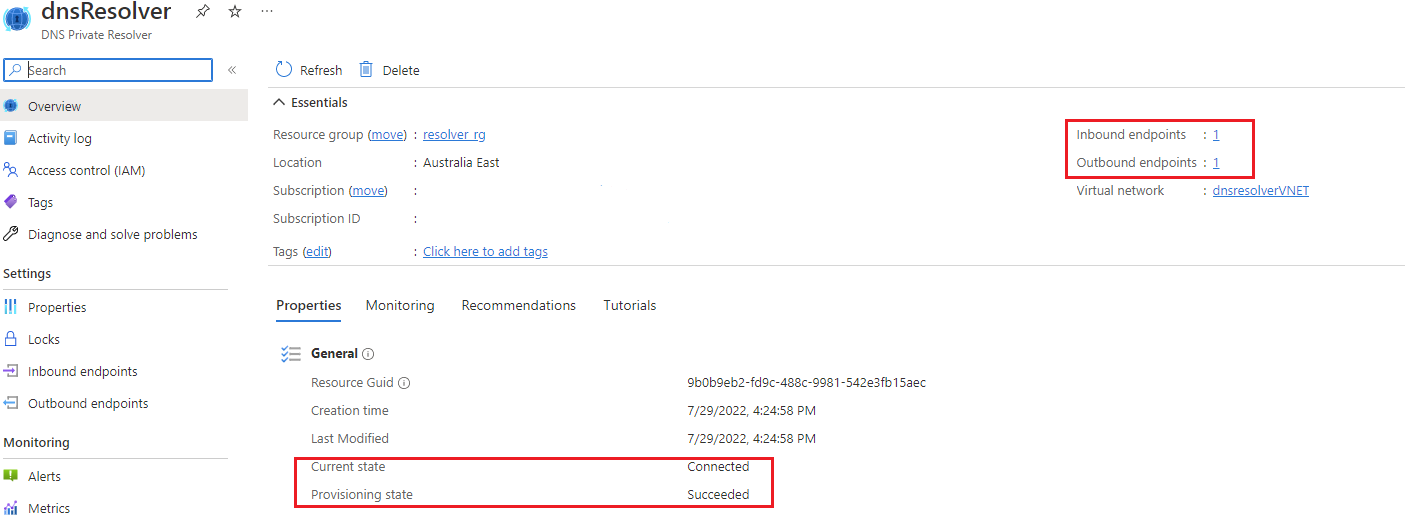 dnsResolver
DNS Private Resolver
Search
Overview
Activity log
Access control (IAM)
Tags
Diagnose and solve problems
Settings
Properties
Locks
Inbound endpoints
Outbound endpoints
Monitoring
Alerts
Metrics
Refresh
Delete
Essentials
Resource group (move) : resolver_rg
Location : Australia East
Subscription (move) :
Subscription ID :
Tags (edit) : Click here to add tags
Inbound endpoints : 1
Outbound endpoints : 1
Virtual network : dnsresolverVNET
Properties Monitoring Recommendations Tutorials
General
Resource Guid 9b0b9eb2-fd9c-488c-9981-542e3fb15aec
Creation time 7/29/2022, 4:24:58 PM
Last Modified 7/29/2022, 4:24:58 PM
Current state Connected
Provisioning state Succeeded